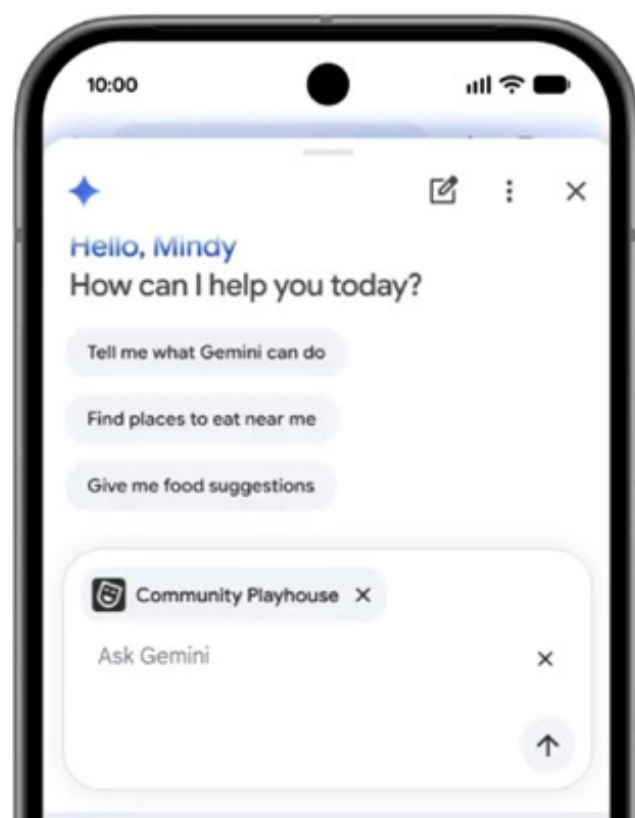 10:00
Hello, Mindy
How can I help you today?
Tell me what Gemini can do
Find places to eat near me
Give me food suggestions
Community Playhouse
Ask Gemini